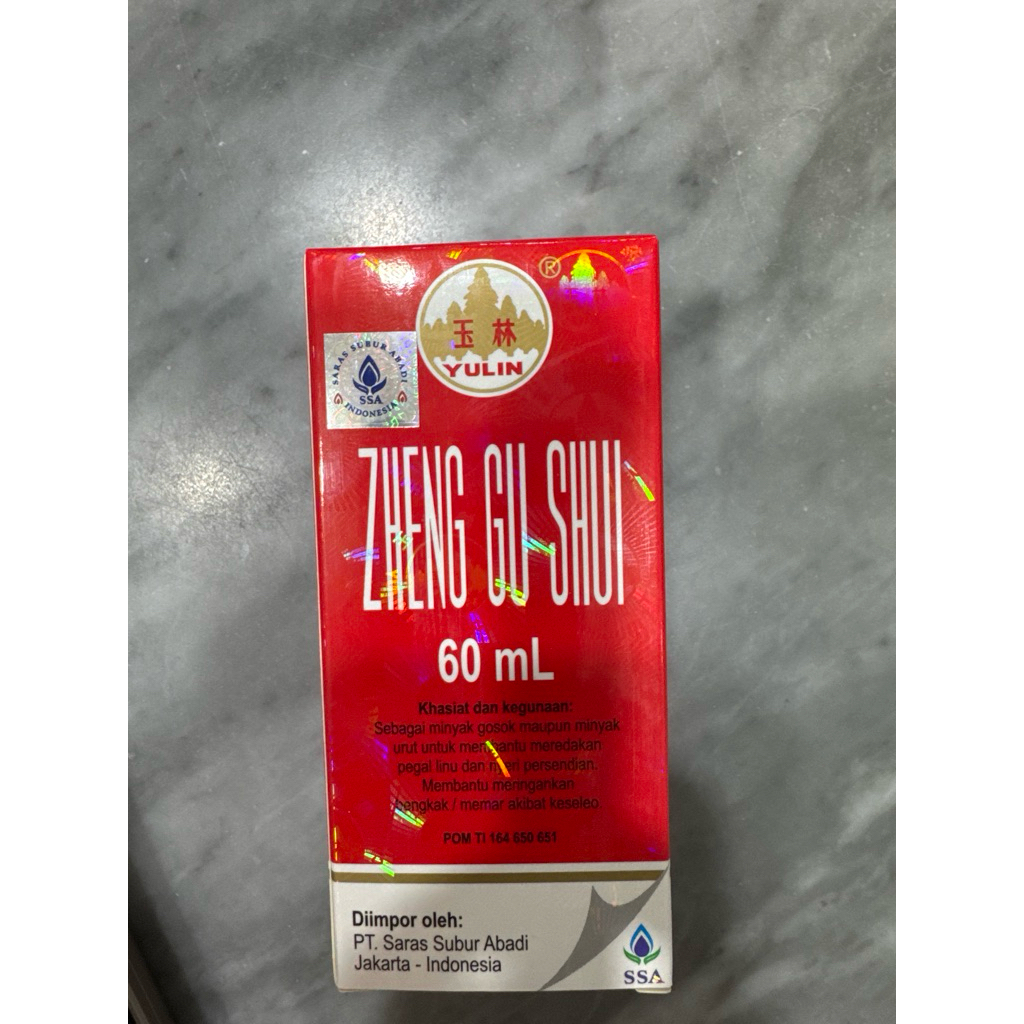 ®
玉 林
YULIN
SARAS SUBUR ABADI
SSA
INDONESIA
ZHENG GU SHUI
60 mL
Khasiat dan kegunaan:
Sebagai minyak gosok maupun minyak
urut untuk membantu meredakan
pegal linu dan nyeri persendian.
Membantu meringankan
bengkak / memar akibat keseleo.
POM TI 164 650 651
Diimpor oleh:
PT. Saras Subur Abadi
Jakarta - Indonesia
SSA